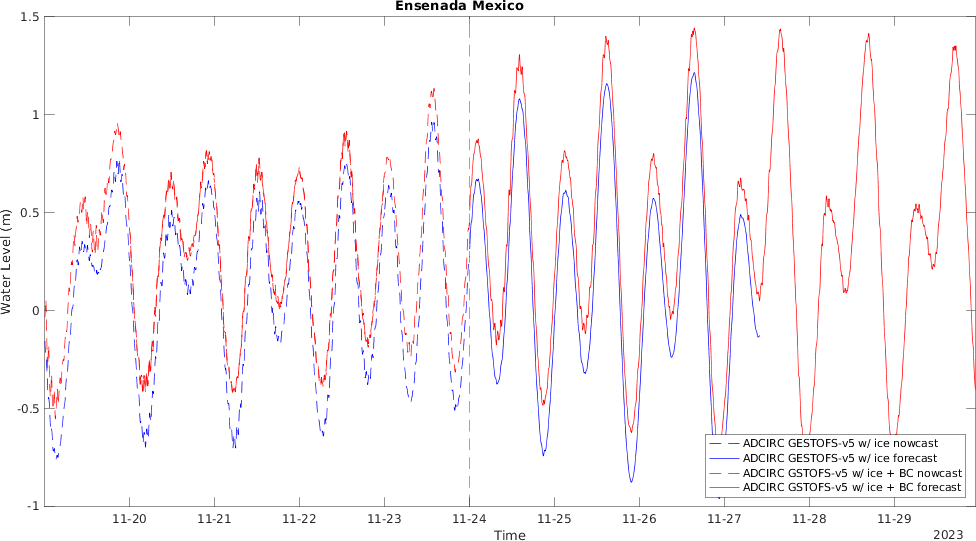 Ensenada Mexico
1.5
1
0.5
0
-0.5
-1
Water Level (m)
ADCIRC GESTOFS-v5 w/ ice nowcast
ADCIRC GESTOFS-v5 w/ ice forecast
ADCIRC GSTOFS-v5 w/ ice + BC nowcast
ADCIRC GSTOFS-v5 w/ ice + BC forecast
11-20 11-21 11-22 11-23 11-24 11-25 11-26 11-27 11-28 11-29
Time
2023